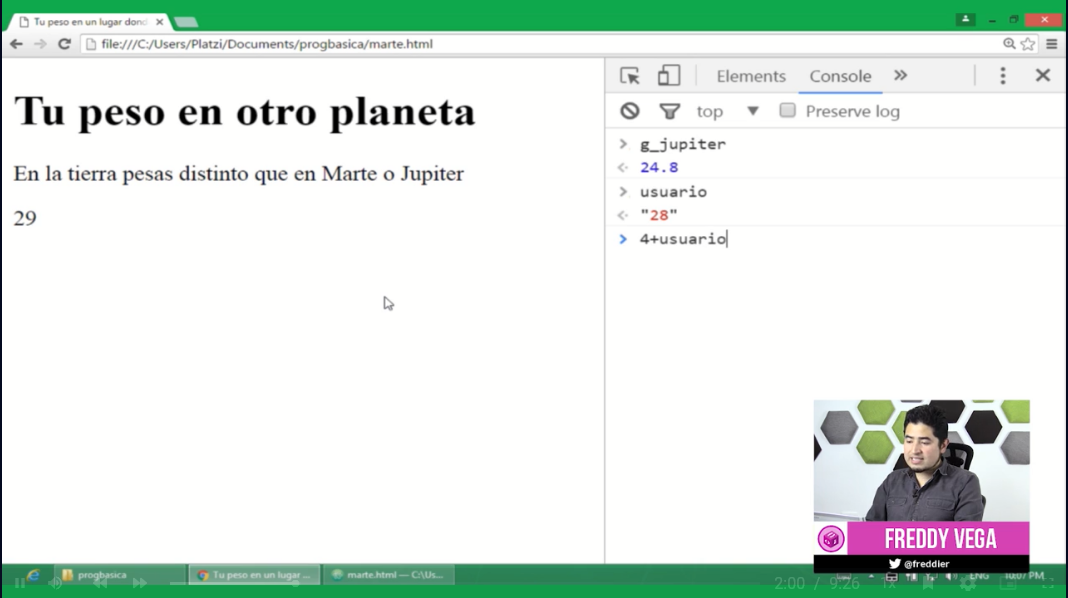 Tu peso en un lugar dond
file:///C:/Users/Platzi/Documents/progbasica/marte.html
Tu peso en otro planeta
En la tierra pesas distinto que en Marte o Jupiter
29
Elements Console »
top Preserve log
> g_jupiter
24.8
> usuario
"28"
> 4+usuario
FREDDY VEGA
@freddier
progbasica
Tu peso en un lugar ...
marte.html — C:\Us...
ENG 10:07 PM
2:00 / 9:26 1x